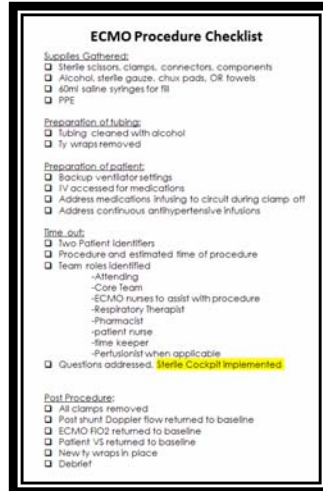 ECMO Procedure Checklist
Supplies Gathered:
❑ Sterile scissors, clamps, connectors, components
❑ Alcohol, sterile gauze, chux pads, OR towels
❑ 60ml saline syringes for fill
❑ PPE
Preparation of tubing:
❑ Tubing cleaned with alcohol
❑ Ty wraps removed
Preparation of patient:
❑ Backup ventilator settings
❑ IV accessed for medications
❑ Address medications infusing to circuit during clamp off
❑ Address continuous antihypertensive infusions
Time out:
❑ Two Patient Identifiers
❑ Procedure and estimated time of procedure
❑ Team roles identified
-Attending
-Core Team
-ECMO nurses to assist with procedure
-Respiratory Therapist
-Pharmacist
-patient nurse
-time keeper
-Perfusionist when applicable
❑ Questions addressed. Sterile Cockpit Implemented
Post Procedure:
❑ All clamps removed
❑ Post shunt Doppler flow returned to baseline
❑ ECMO FIO2 returned to baseline
❑ Patient VS returned to baseline
❑ New ty wraps in place
❑ Debrief